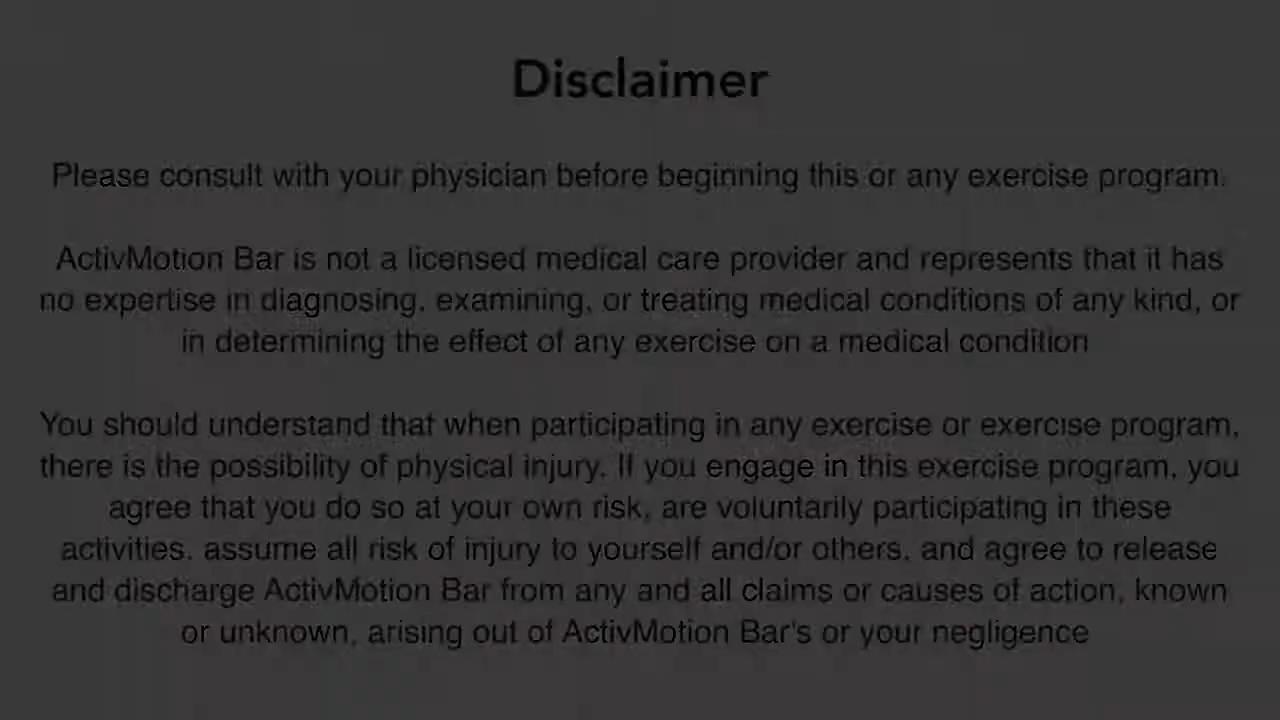 Disclaimer
Please consult with your physician before beginning this or any exercise program.
ActivMotion Bar is not a licensed medical care provider and represents that it has
no expertise in diagnosing, examining, or treating medical conditions of any kind, or
in determining the effect of any exercise on a medical condition
You should understand that when participating in any exercise or exercise program,
there is the possibility of physical injury. If you engage in this exercise program, you
agree that you do so at your own risk, are voluntarily participating in these
activities, assume all risk of injury to yourself and/or others, and agree to release
and discharge ActivMotion Bar from any and all claims or causes of action, known
or unknown, arising out of ActivMotion Bar's or your negligence